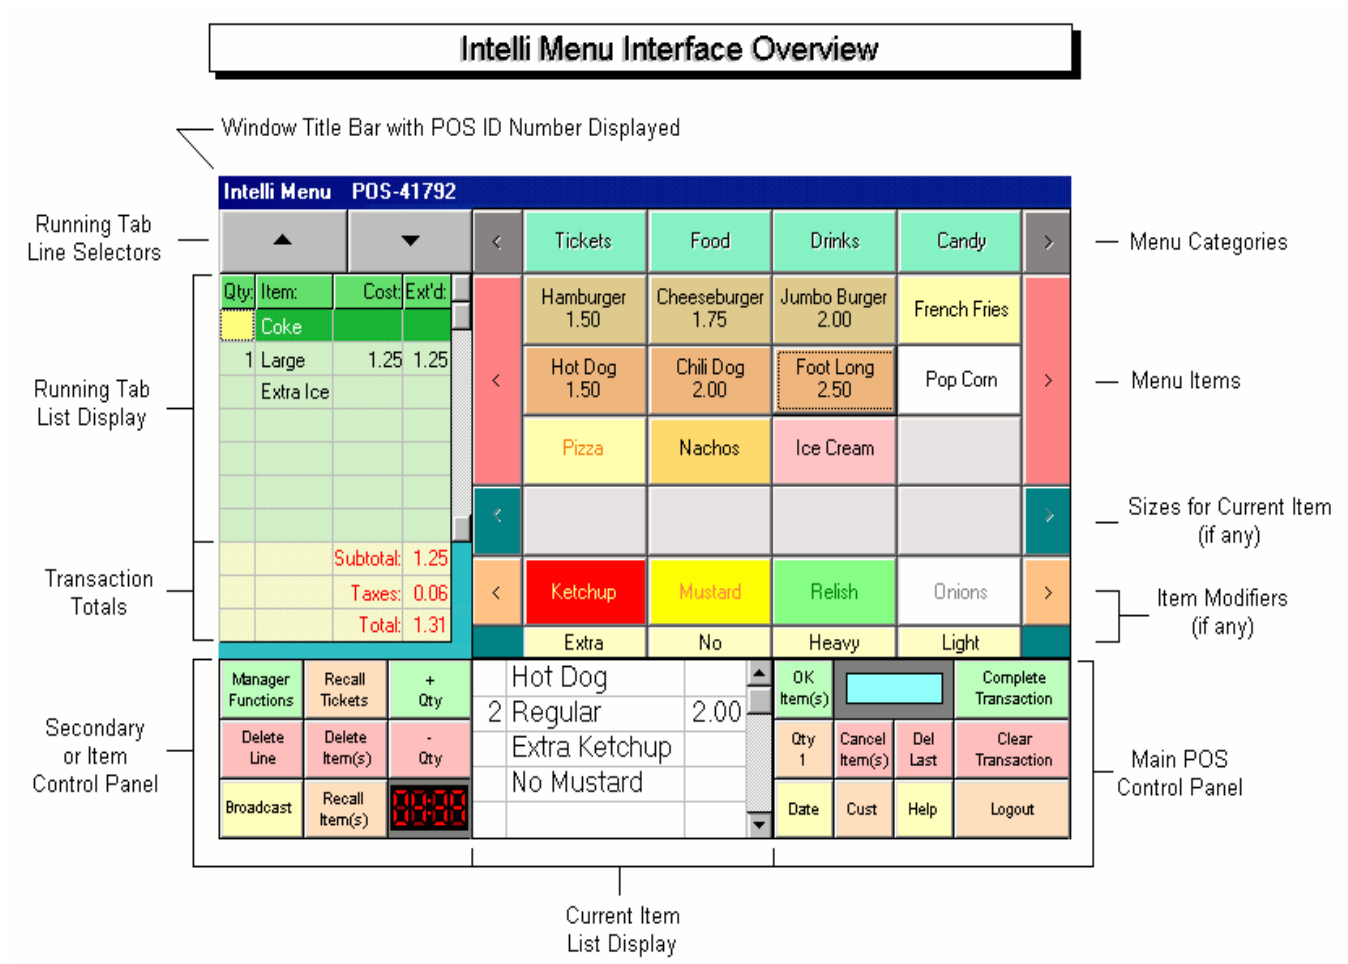 Intelli Menu Interface Overview
Window Title Bar with POS ID Number Displayed
Intelli Menu POS-41792
Running Tab
Line Selectors
< Tickets Food Drinks Candy >
Menu Categories
Qty: Item: Cost: Ext'd:
Coke
1 Large 1.25 1.25
Extra Ice
Running Tab
List Display
Hamburger
1.50
Cheeseburger
1.75
Jumbo Burger
2.00
French Fries
<
Hot Dog
1.50
Chili Dog
2.00
Foot Long
2.50
Pop Corn
>
Menu Items
Pizza Nachos Ice Cream
< >
Sizes for Current Item
(if any)
Subtotal: 1.25
Taxes: 0.06
Total: 1.31
Transaction
Totals
< Ketchup Mustard Relish Onions >
Extra No Heavy Light
Item Modifiers
(if any)
Manager
Functions
Recall
Tickets
+
Qty
Delete
Line
Delete
Item(s)
-
Qty
Broadcast
Recall
Item(s)
88:88
Secondary
or Item
Control Panel
Hot Dog
2 Regular 2.00
Extra Ketchup
No Mustard
OK
Item(s)
Complete
Transaction
Qty
1
Cancel
Item(s)
Del
Last
Clear
Transaction
Date Cust Help Logout
Main POS
Control Panel
Current Item
List Display